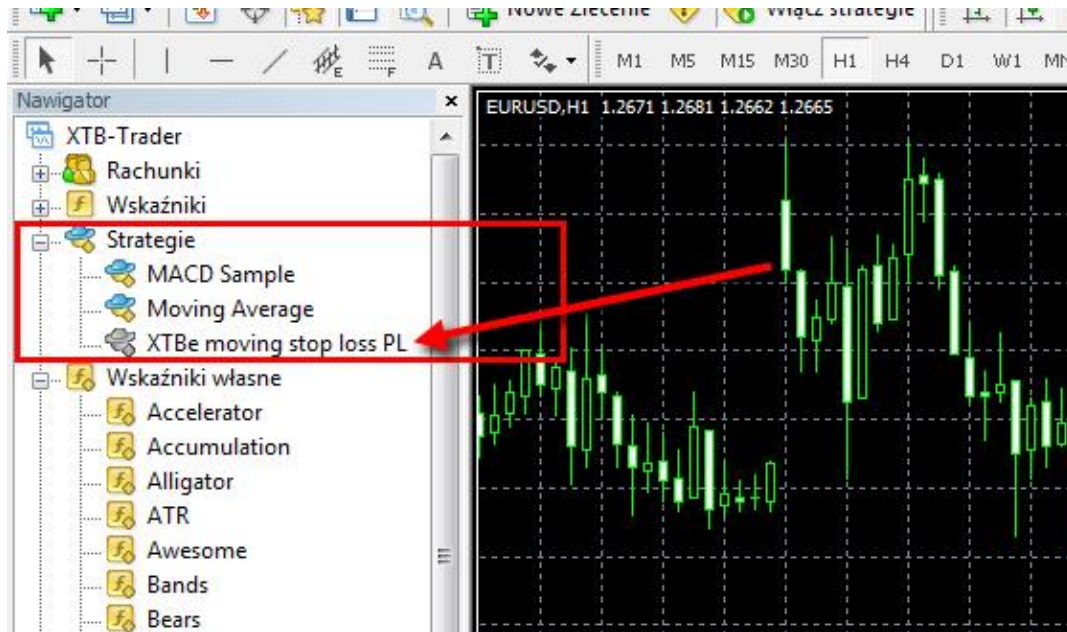 Nowe Zlecenie Włącz strategie
E F A T M1 M5 M15 M30 H1 H4 D1 W1 MN
Nawigator x
EURUSD,H1 1.2671 1.2681 1.2662 1.2665
XTB-Trader
Rachunki
Wskaźniki
Strategie
MACD Sample
Moving Average
XTBe moving stop loss PL
Wskaźniki własne
Accelerator
Accumulation
Alligator
ATR
Awesome
Bands
Bears